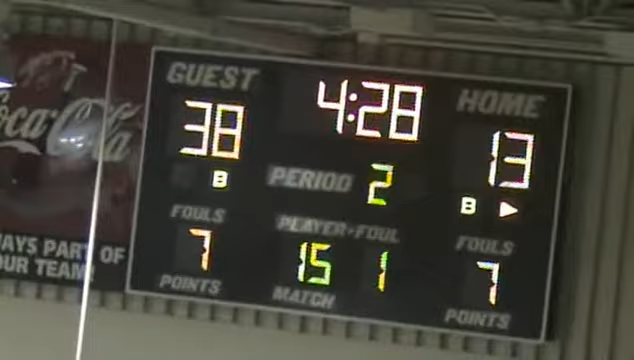 GUEST
4:28
HOME
38
13
B
PERIOD 2
B
FOULS
PLAYER-FOUL
FOULS
7
15 1
7
POINTS
MATCH
POINTS
Coca-Cola
WAYS PART OF
OUR TEAM